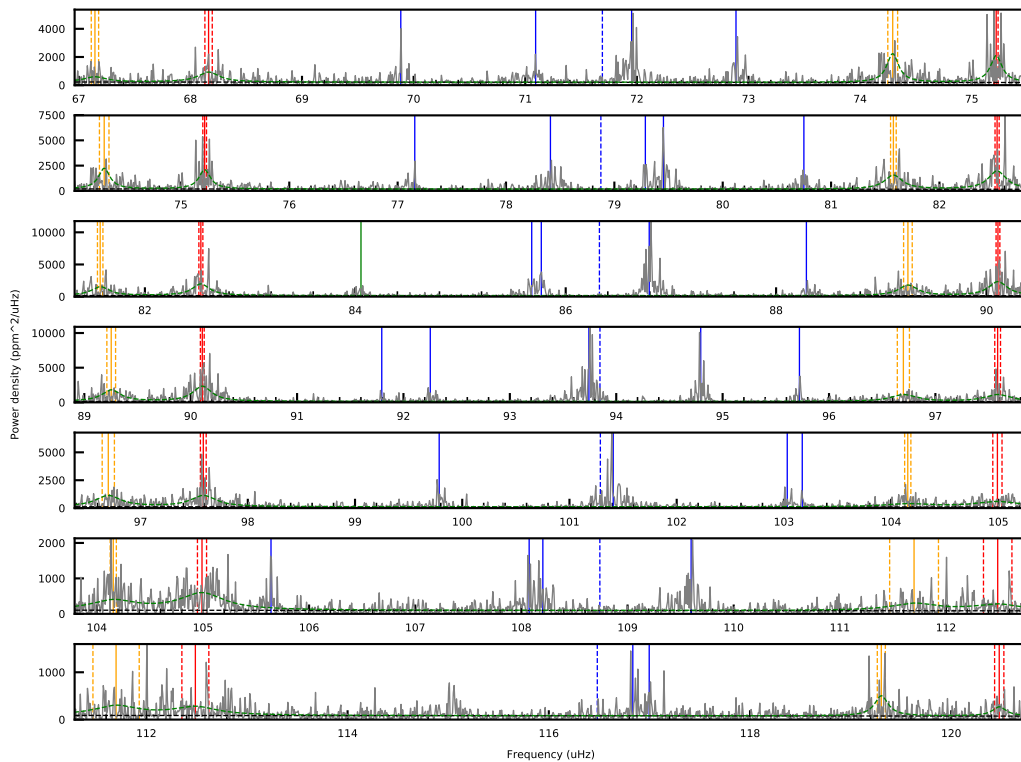 4000
2000
0
67 68 69 70 71 72 73 74 75
7500
5000
2500
0
75 76 77 78 79 80 81 82
10000
5000
0
82 84 86 88 90
10000
5000
0
89 90 91 92 93 94 95 96 97
Power density (ppm^2/uHz)
5000
2500
0
97 98 99 100 101 102 103 104 105
2000
1000
0
104 105 106 107 108 109 110 111 112
1000
0
112 114 116 118 120
Frequency (uHz)